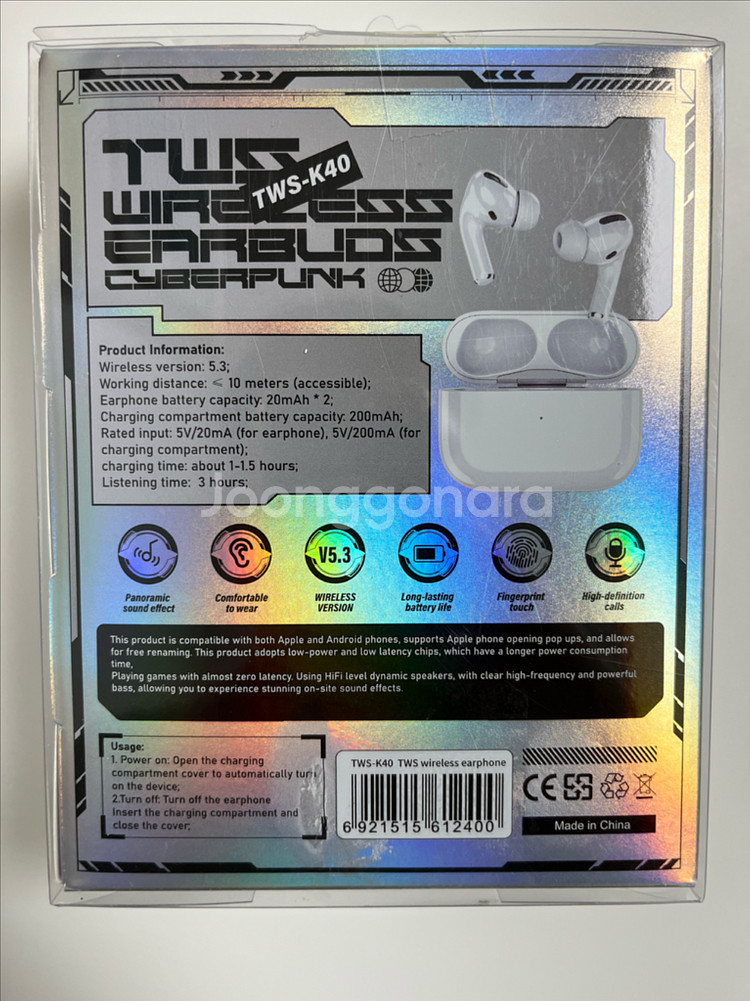 TWS
TWS-K40
WIRELESS
EARBUDS
CYBERPUNK
Product Information:
Wireless version: 5.3;
Working distance: ⩽ 10 meters (accessible);
Earphone battery capacity: 20mAh * 2;
Charging compartment battery capacity: 200mAh;
Rated input: 5V/20mA (for earphone), 5V/200mA (for
charging compartment);
charging time: about 1-1.5 hours;
Listening time: 3 hours;
Joonggonara
V5.3
Panoramic
sound effect
Comfortable
to wear
WIRELESS
VERSION
Long-lasting
battery life
Fingerprint
touch
High-definition
calls
This product is compatible with both Apple and Android phones, supports Apple phone opening pop ups, and allows
for free renaming. This product adopts low-power and low latency chips, which have a longer power consumption
time,
Playing games with almost zero latency. Using HiFi level dynamic speakers, with clear high-frequency and powerful
bass, allowing you to experience stunning on-site sound effects.
Usage:
1. Power on: Open the charging
compartment cover to automatically turn
on the device;
2.Turn off: Turn off the earphone
Insert the charging compartment and
close the cover;
TWS-K40 TWS wireless earphone
6 921515 612400
CE
Made in China